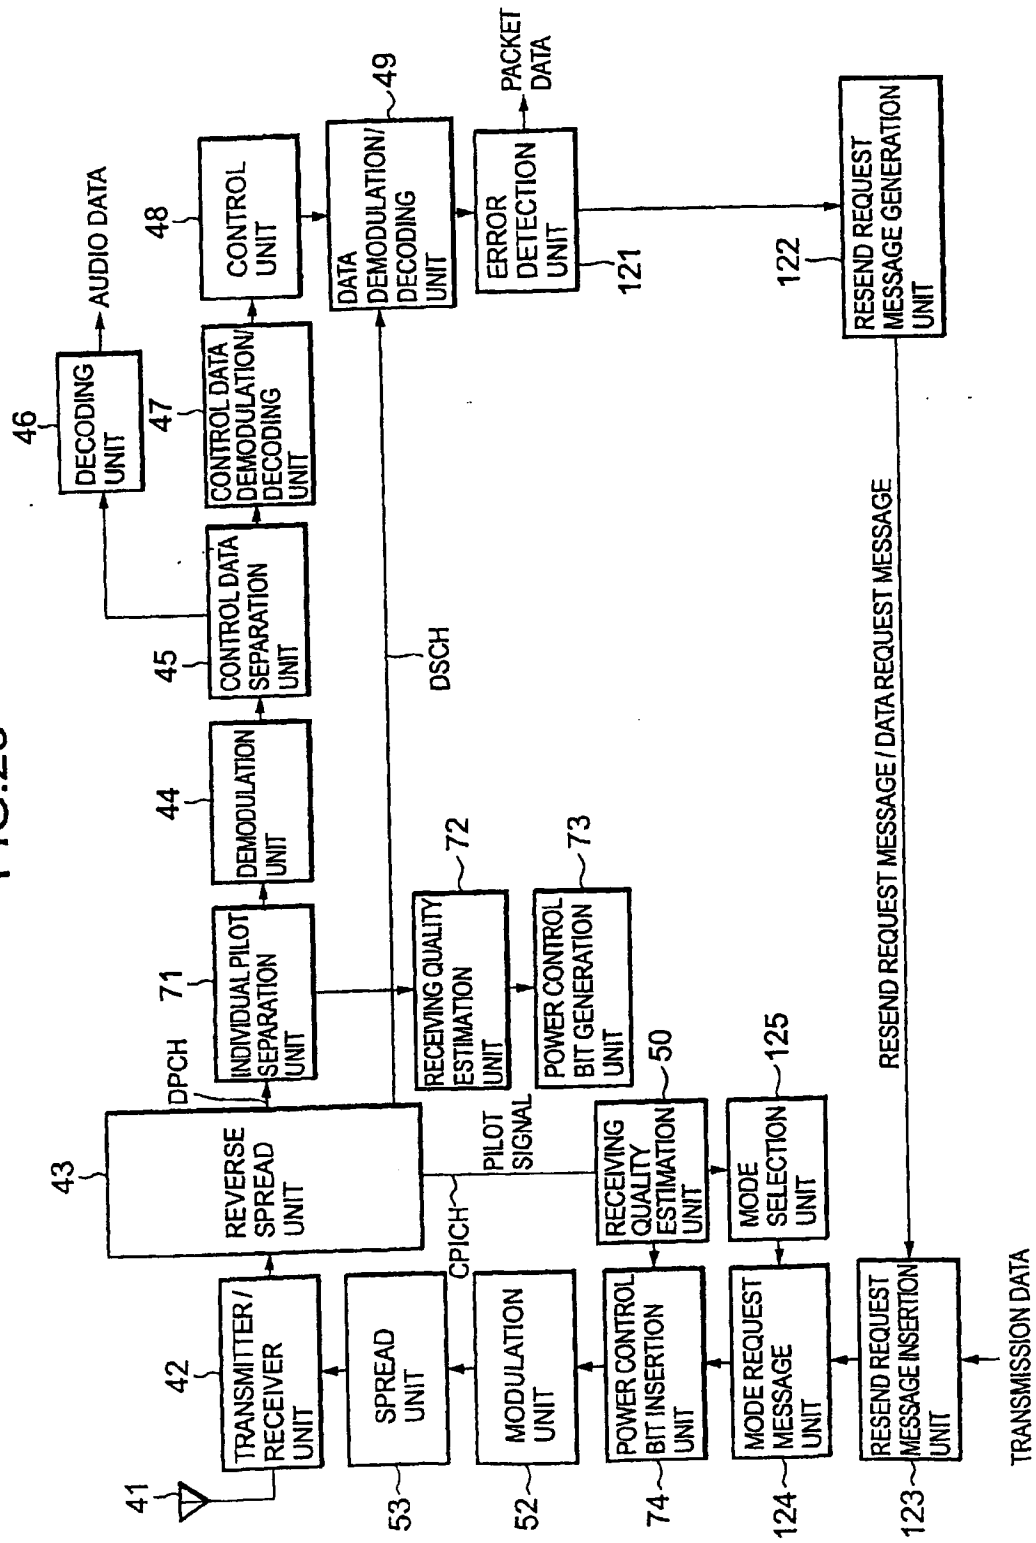 41
42
TRANSMITTER /
RECEIVER
UNIT
43
REVERSE
SPREAD
UNIT
DPCH
71
INDIVIDUAL PILOT
SEPARATION
UNIT
44
DEMODULATION
UNIT
45
CONTROL DATA
SEPARATION
UNIT
46
DECODING
UNIT
AUDIO DATA
47
CONTROL DATA
DEMODULATION/
DECODING
UNIT
48
CONTROL
UNIT
DATA
DEMODULATION/
DECODING
UNIT
49
DSCH
ERROR
DETECTION
UNIT
121
PACKET
DATA
122
RESEND REQUEST
MESSAGE GENERATION
UNIT
RECEIVING QUALITY
ESTIMATION
UNIT
72
POWER CONTROL
BIT GENERATION
UNIT
73
CPICH
PILOT
SIGNAL
RECEIVING
QUALITY
ESTIMATION
UNIT
50
MODE
SELECTION
UNIT
125
53
SPREAD
UNIT
52
MODULATION
UNIT
74
POWER CONTROL
BIT INSERTION
UNIT
124
MODE REQUEST
MESSAGE
UNIT
123
RESEND REQUEST
MESSAGE INSERTION
UNIT
RESEND REQUEST MESSAGE / DATA REQUEST MESSAGE
TRANSMISSION DATA